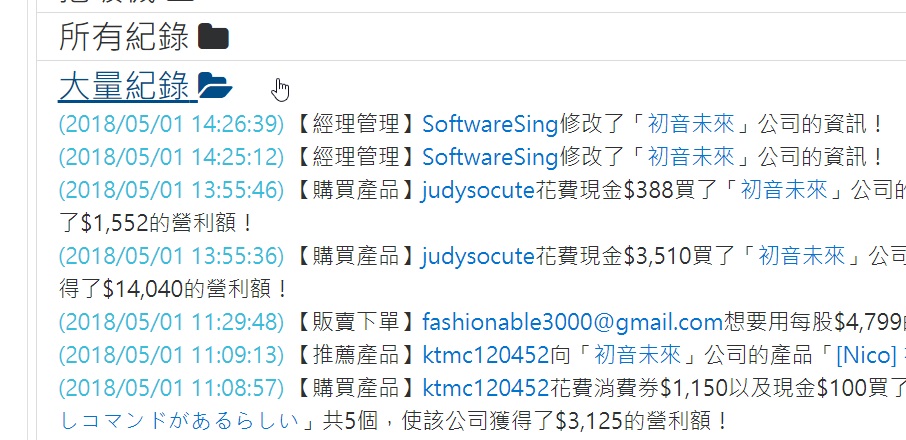 所有紀錄
大量紀錄
(2018/05/01 14:26:39) 【經理管理】SoftwareSing修改了「初音未來」公司的資訊！
(2018/05/01 14:25:12) 【經理管理】SoftwareSing修改了「初音未來」公司的資訊！
(2018/05/01 13:55:46) 【購買產品】judysocute花費現金$388買了「初音未來」公司的
了$1,552的營利額！
(2018/05/01 13:55:36) 【購買產品】judysocute花費現金$3,510買了「初音未來」公司
得了$14,040的營利額！
(2018/05/01 11:29:48) 【販賣下單】fashionable3000@gmail.com想要用每股$4,799
(2018/05/01 11:09:13) 【推薦產品】ktmc120452向「初音未來」公司的產品「[Nico]
(2018/05/01 11:08:57) 【購買產品】ktmc120452花費消費券$1,150以及現金$100買了
しコマンドがあるらしい」共5個，使該公司獲得了$3,125的營利額！